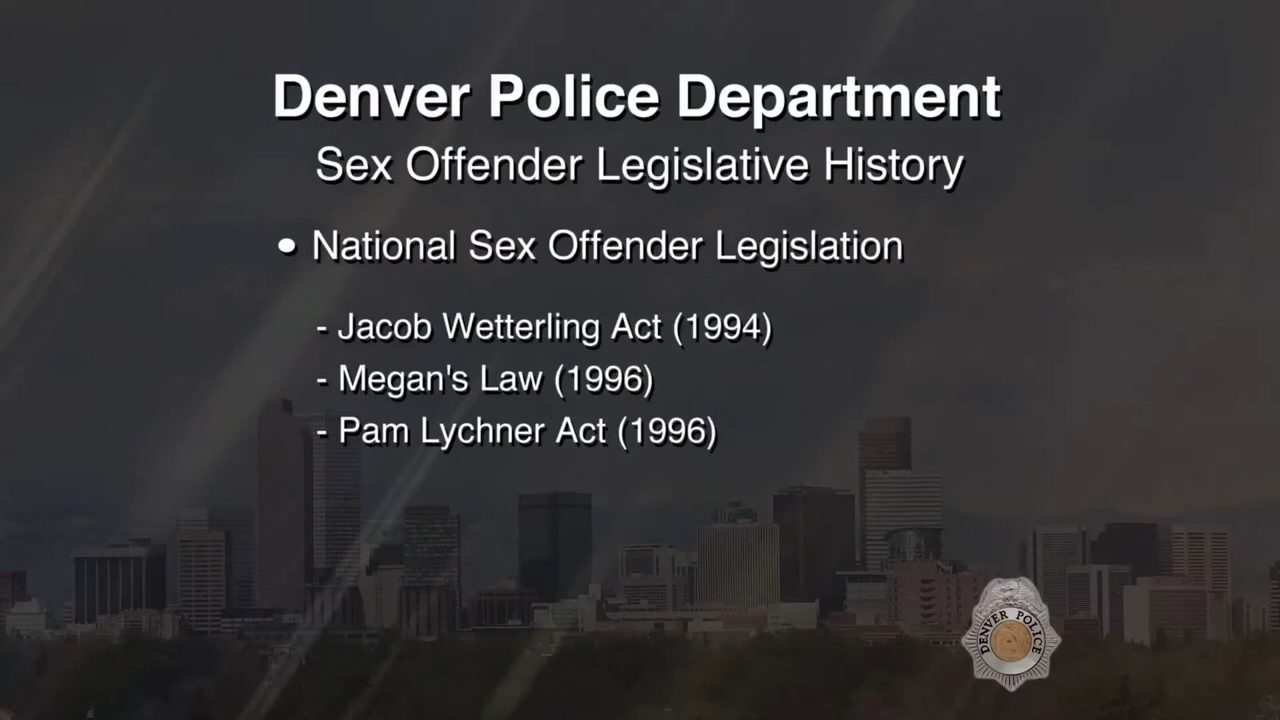 Denver Police Department
Sex Offender Legislative History
• National Sex Offender Legislation
- Jacob Wetterling Act (1994)
- Megan's Law (1996)
- Pam Lychner Act (1996)
DENVER POLICE